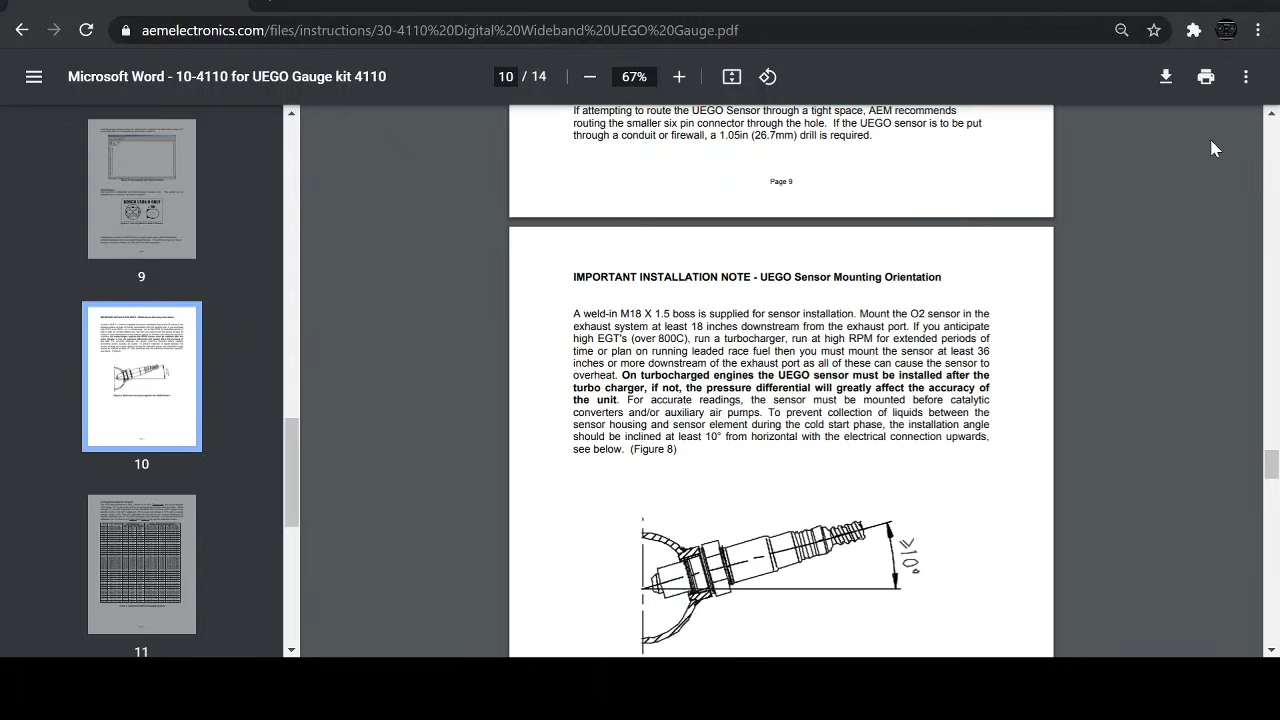 aemelectronics.com/files/instructions/30-4110%20Digital%20Wideband%20UEGO%20Gauge.pdf
Microsoft Word - 10-4110 for UEGO Gauge kit 4110
10 / 14
67%
If attempting to route the UEGO Sensor through a tight space, AEM recommends
routing the smaller six pin connector through the hole. If the UEGO sensor is to be put
through a conduit or firewall, a 1.05in (26.7mm) drill is required.
Page 9
9
10
11
IMPORTANT INSTALLATION NOTE - UEGO Sensor Mounting Orientation
A weld-in M18 X 1.5 boss is supplied for sensor installation. Mount the O2 sensor in the
exhaust system at least 18 inches downstream from the exhaust port. If you anticipate
high EGT's (over 800C), run a turbocharger, run at high RPM for extended periods of
time or plan on running leaded race fuel then you must mount the sensor at least 36
inches or more downstream of the exhaust port as all of these can cause the sensor to
overheat. On turbocharged engines the UEGO sensor must be installed after the
turbo charger, if not, the pressure differential will greatly affect the accuracy of
the unit. For accurate readings, the sensor must be mounted before catalytic
converters and/or auxiliary air pumps. To prevent collection of liquids between the
sensor housing and sensor element during the cold start phase, the installation angle
should be inclined at least 10° from horizontal with the electrical connection upwards,
see below. (Figure 8)
≥10°